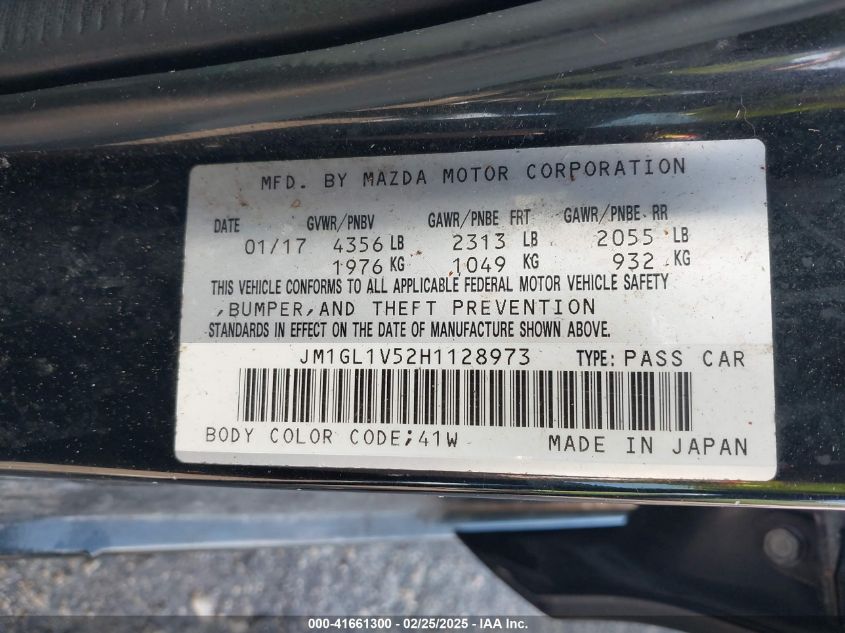 MFD. BY MAZDA MOTOR CORPORATION
DATE GVWR/PNBV GAWR/PNBE FRT GAWR/PNBE RR
01/17 4356 LB 2313 LB 2055 LB
1976 KG 1049 KG 932 KG
THIS VEHICLE CONFORMS TO ALL APPLICABLE FEDERAL MOTOR VEHICLE SAFETY
,BUMPER,AND THEFT PREVENTION
STANDARDS IN EFFECT ON THE DATE OF MANUFACTURE SHOWN ABOVE.
JM1GL1V52H1128973 TYPE: PASS CAR
BODY COLOR CODE;41W MADE IN JAPAN
000-41661300 - 02/25/2025 - IAA Inc.